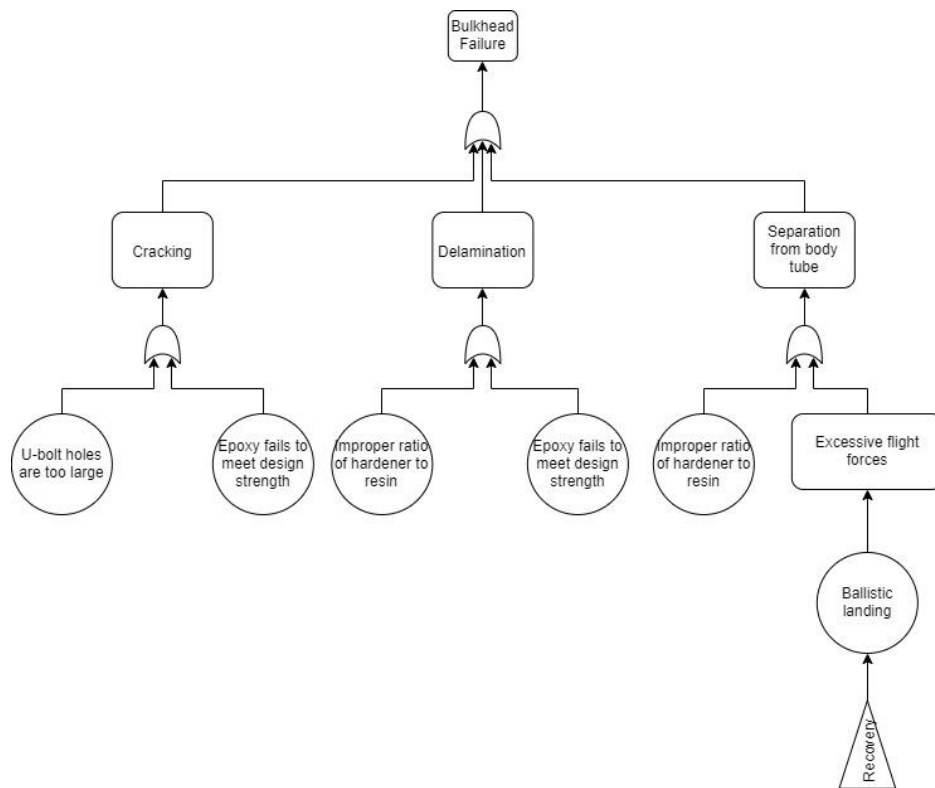 Bulkhead
Failure
Cracking
Delamination
Separation
from body
tube
U-bolt holes
are too large
Epoxy fails to
meet design
strength
Improper ratio
of hardener to
resin
Epoxy fails to
meet design
strength
Improper ratio
of hardener to
resin
Excessive flight
forces
Ballistic
landing
Recovery